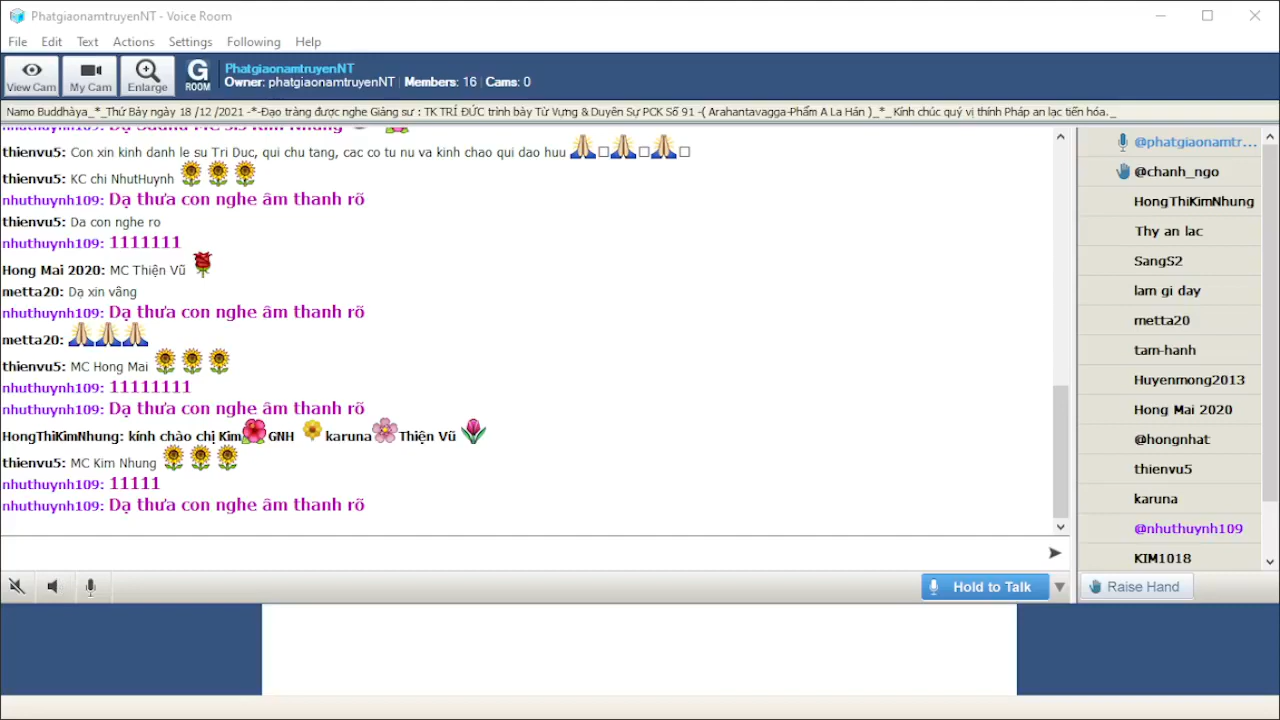 PhatgiaonamtruyenNT - Voice Room
File Edit Text Actions Settings Following Help
View Cam My Cam Enlarge G ROOM
PhatgiaonamtruyenNT
Owner: phatgiaonamtruyenNT Members: 16 Cams: 0
Namo Buddhàya_*_Thứ Bảy ngày 18 /12 /2021 -*-Đạo tràng được nghe Giảng sư : TK TRÍ ĐỨC trình bày Từ Vựng & Duyên Sự PCK Số 91 -( Arahantavagga-Phẩm A La Hán )_*_ Kính chúc quý vị thính Pháp an lạc tiến hóa._
thienvu5: Con xin kinh danh le su Tri Duc, qui chu tang, cac co tu nu va kinh chao qui dao huu
thienvu5: KC chi NhutHuynh
nhuthuynh109: Dạ thưa con nghe âm thanh rõ
thienvu5: Da con nghe ro
nhuthuynh109: 1111111
Hong Mai 2020: MC Thiện Vũ
metta20: Dạ xin vâng
nhuthuynh109: Dạ thưa con nghe âm thanh rõ
metta20:
thienvu5: MC Hong Mai
nhuthuynh109: 11111111
nhuthuynh109: Dạ thưa con nghe âm thanh rõ
HongThiKimNhung: kính chào chị Kim GNH karuna Thiện Vũ
thienvu5: MC Kim Nhung
nhuthuynh109: 11111
nhuthuynh109: Dạ thưa con nghe âm thanh rõ
@phatgiaonamtr...
@chanh_ngo
HongThiKimNhung
Thy an lac
SangS2
lam gi day
metta20
tam-hanh
Huyenmong2013
Hong Mai 2020
@hongnhat
thienvu5
karuna
@nhuthuynh109
KIM1018
Hold to Talk
Raise Hand